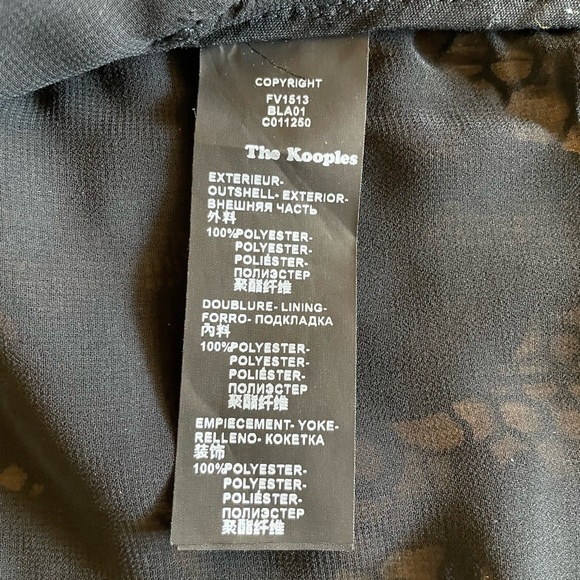 COPYRIGHT
FV1513
BLA01
C011250
The Kooples
EXTERIEUR-
OUTSHELL- EXTERIOR-
ВНЕШНЯЯ ЧАСТЬ
外料
100%POLYESTER-
POLYESTER-
POLIÉSTER-
ПОЛИЭСТЕР
聚酯纤维
DOUBLURE- LINING-
FORRO- ПОДКЛАДКА
內料
100%POLYESTER-
POLYESTER-
POLIÉSTER-
ПОЛИЭСТЕР
聚酯纤维
EMPIECEMENT- YOKE-
RELLENO- КОКЕТКА
装饰
100%POLYESTER-
POLYESTER-
POLIÉSTER-
ПОЛИЭСТЕР
聚酯纤维